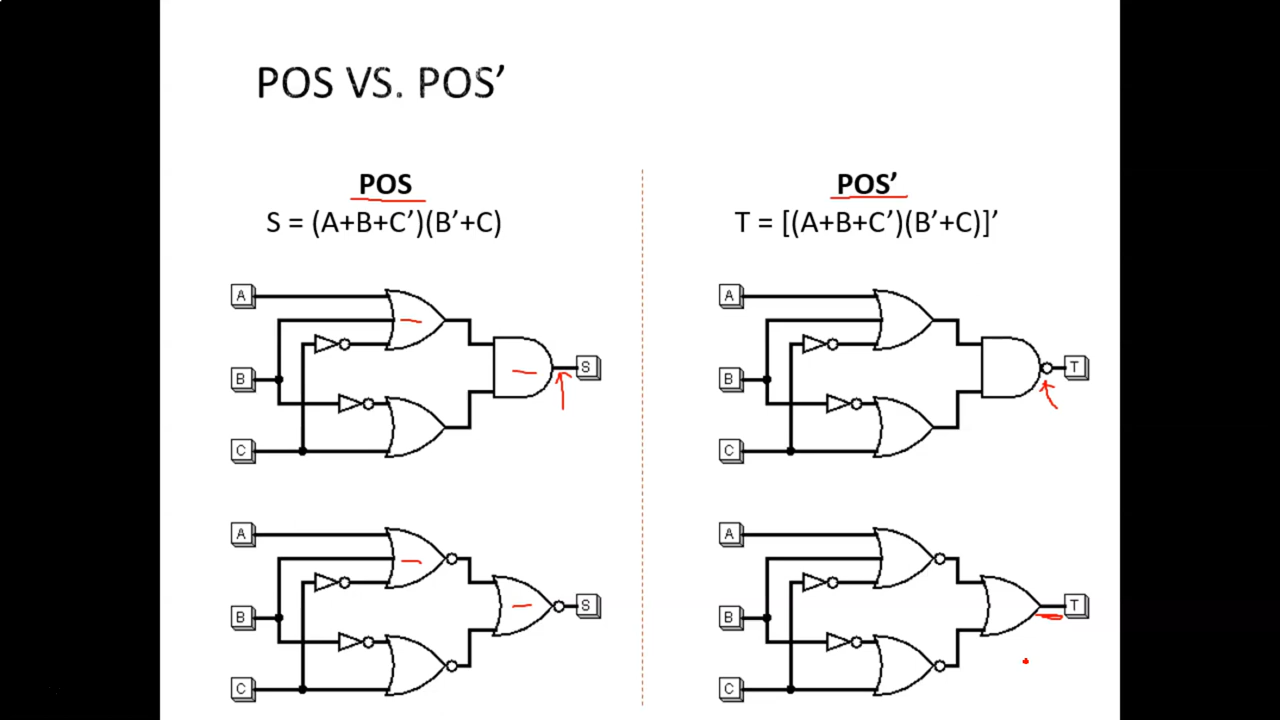 POS VS. POS’
POS
S = (A+B+C’)(B’+C)
A
B
C
S
A
B
C
S
POS’
T = [(A+B+C’)(B’+C)]’
A
B
C
T
A
B
C
T